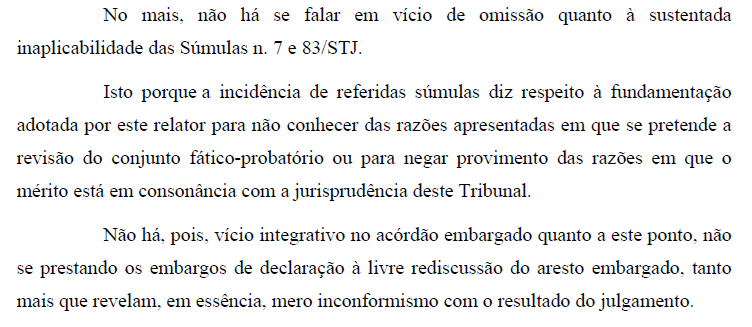 No mais, não há se falar em vício de omissão quanto à sustentada
inaplicabilidade das Súmulas n. 7 e 83/STJ.
Isto porque a incidência de referidas súmulas diz respeito à fundamentação
adotada por este relator para não conhecer das razões apresentadas em que se pretende a
revisão do conjunto fático-probatório ou para negar provimento das razões em que o
mérito está em consonância com a jurisprudência deste Tribunal.
Não há, pois, vício integrativo no acórdão embargado quanto a este ponto, não
se prestando os embargos de declaração à livre rediscussão do aresto embargado, tanto
mais que revelam, em essência, mero inconformismo com o resultado do julgamento.